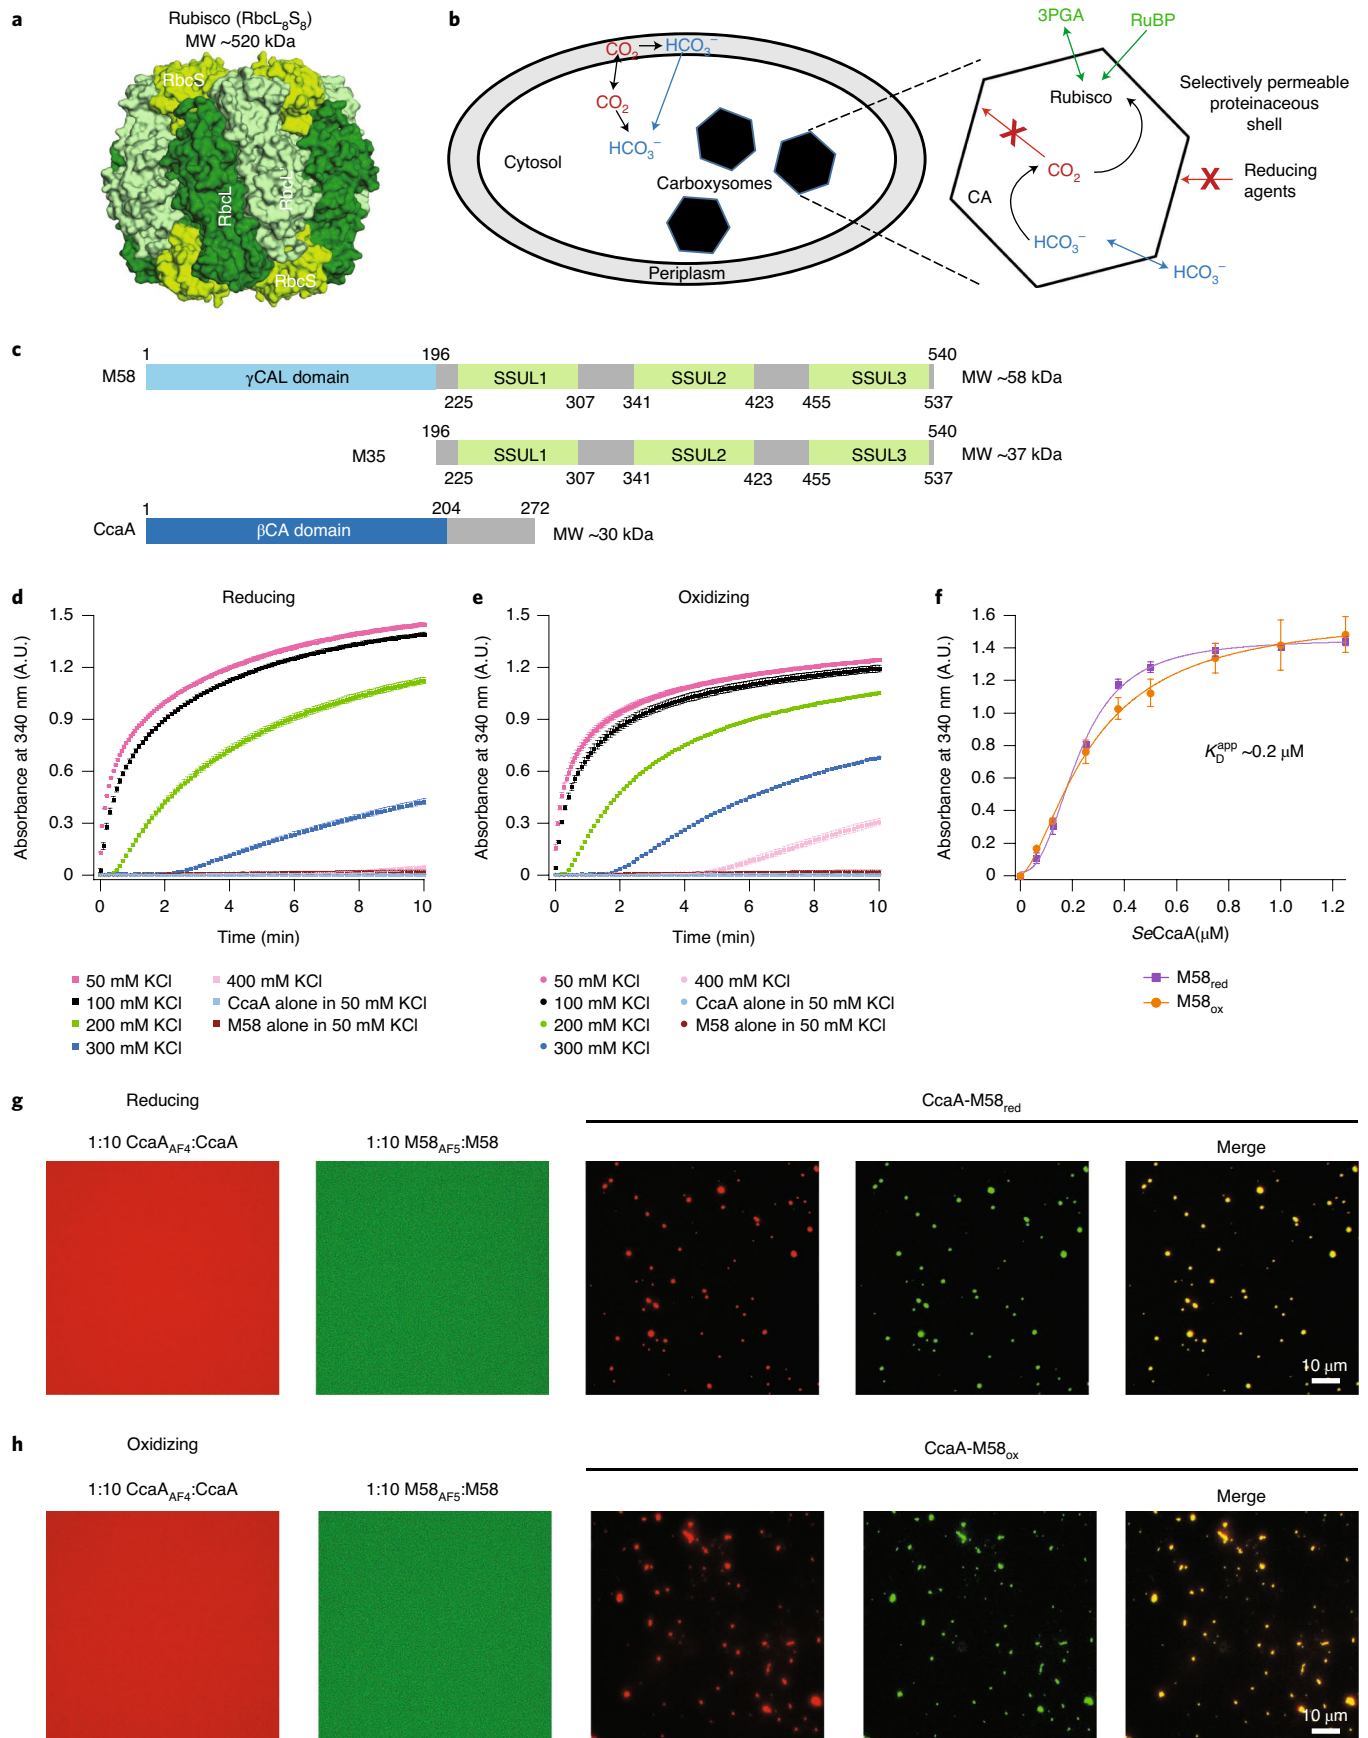 a
Rubisco (RbcL₈S₈)
MW ~520 kDa
RbcS
RbcL
RbcL
RbcS
b
CO₂ HCO₃⁻
CO₂
HCO₃⁻
Cytosol
Carboxysomes
Periplasm
3PGA
RuBP
Rubisco
Selectively permeable
proteinaceous
shell
X
CO₂
X
Reducing
agents
CA
HCO₃⁻
HCO₃⁻
c
1 196 540
M58 γCAL domain SSUL1 SSUL2 SSUL3 MW ~58 kDa
225 307 341 423 455 537
196 540
M35 SSUL1 SSUL2 SSUL3 MW ~37 kDa
225 307 341 423 455 537
1 204 272
CcaA βCA domain MW ~30 kDa
d
Reducing
Absorbance at 340 nm (A.U.)
1.5
1.2
0.9
0.6
0.3
0
0 2 4 6 8 10
Time (min)
50 mM KCl
100 mM KCl
200 mM KCl
300 mM KCl
400 mM KCl
CcaA alone in 50 mM KCl
M58 alone in 50 mM KCl
e
Oxidizing
Absorbance at 340 nm (A.U.)
1.5
1.2
0.9
0.6
0.3
0
0 2 4 6 8 10
Time (min)
50 mM KCl
100 mM KCl
200 mM KCl
300 mM KCl
400 mM KCl
CcaA alone in 50 mM KCl
M58 alone in 50 mM KCl
f
Absorbance at 340 nm (A.U.)
1.6
1.4
1.2
1.0
0.8
0.6
0.4
0.2
0
K_D^app ~0.2 μM
0 0.2 0.4 0.6 0.8 1.0 1.2
SeCcaA(μM)
M58red
M58ox
g
Reducing
1:10 CcaAAF4:CcaA
1:10 M58AF5:M58
CcaA-M58red
Merge
10 μm
h
Oxidizing
1:10 CcaAAF4:CcaA
1:10 M58AF5:M58
CcaA-M58ox
Merge
10 μm